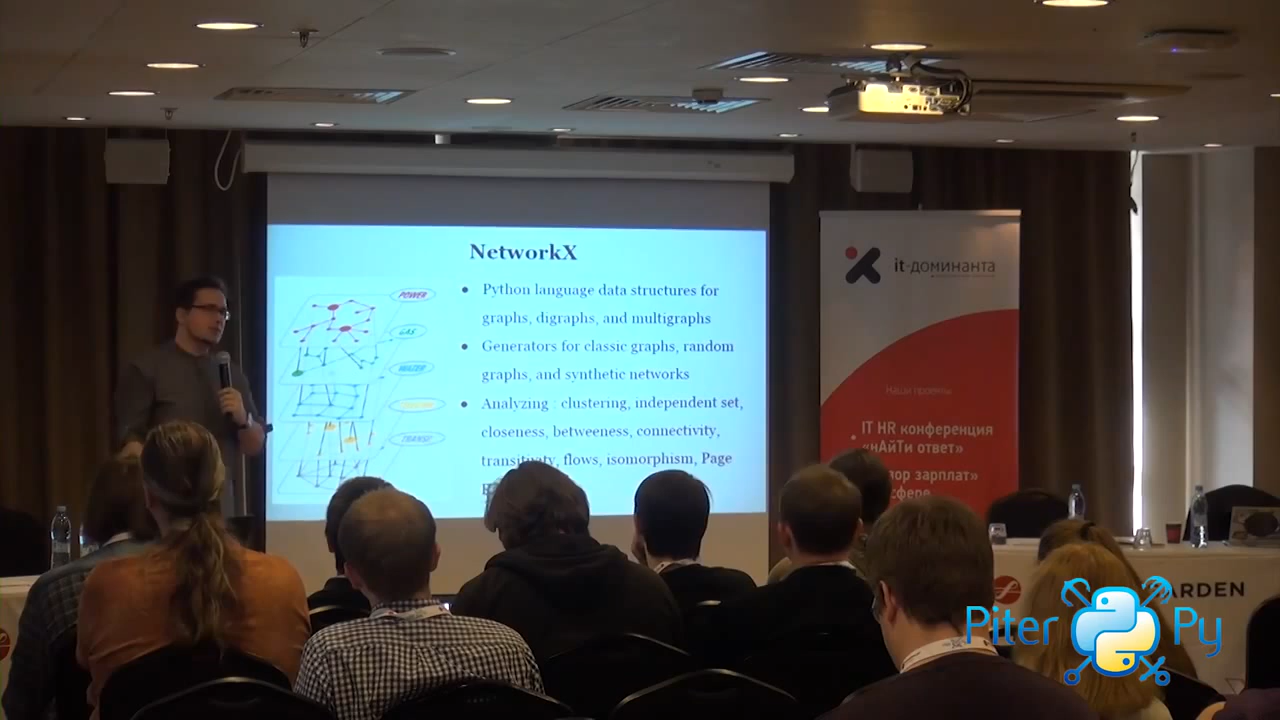 NetworkX
• Python language data structures for
graphs, digraphs, and multigraphs
• Generators for classic graphs, random
graphs, and synthetic networks
• Analyzing : clustering, independent set,
closeness, betweeness, connectivity,
transitivaty, flows, isomorphism, Page
POWER
GAS
WATER
TRANSIT
it-доминанта
Наши проекты
IT HR конференция
«нАйТи ответ»
зарплат»
ARDEN
Piter Py